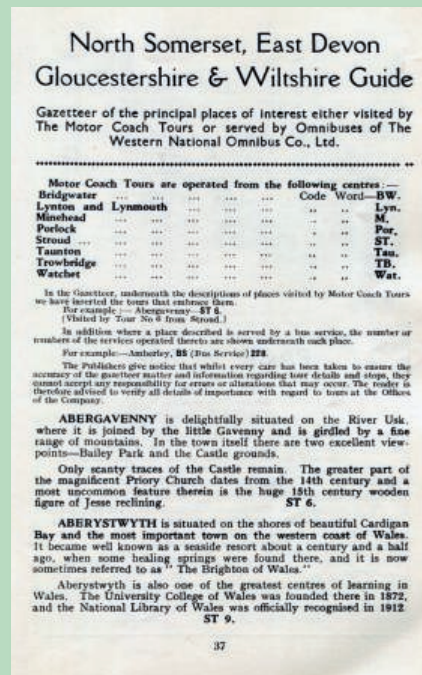 North Somerset, East Devon
Gloucestershire & Wiltshire Guide
Gazetteer of the principal places of interest either visited by
The Motor Coach Tours or served by Omnibuses of The
Western National Omnibus Co., Ltd.
Motor Coach Tours are operated from the following centres:—
Bridgwater ... ... ... ... ... Code Word—BW.
Lynton and Lynmouth ... ... ... ... ,, ,, Lyn.
Minehead ... ... ... ... ... ,, ,, M.
Porlock ... ... ... ... ... ,, ,, Por.
Stroud ... ... ... ... ... ... ,, ,, ST.
Taunton ... ... ... ... ... ,, ,, Tau.
Trowbridge ... ... ... ... ... ,, ,, TB.
Watchet ... ... ... ... ... ,, ,, Wat.
In the Gazetteer, underneath the descriptions of places visited by Motor Coach Tours
we have inserted the tours that embrace them.
For example :— Abergavenny—ST 6.
(Visited by Tour No 6 from Stroud.)
In addition where a place described is served by a bus service, the number or
numbers of the services operated thereto are shown underneath each place.
For example—Amberley, BS (Bus Service) 228.
The Publishers give notice that whilst every care has been taken to ensure the
accuracy of the gazetteer matter and information regarding tour details and stops, they
cannot accept any responsibility for errors or alterations that may occur. The reader is
therefore advised to verify all details of importance with regard to tours at the Offices
of the Company.
ABERGAVENNY is delightfully situated on the River Usk,
where it is joined by the little Gavenny and is girdled by a fine
range of mountains. In the town itself there are two excellent view-
points—Bailey Park and the Castle grounds.
Only scanty traces of the Castle remain. The greater part of
the magnificent Priory Church dates from the 14th century and a
most uncommon feature therein is the huge 15th century wooden
figure of Jesse reclining. ST 6.
ABERYSTWYTH is situated on the shores of beautiful Cardigan
Bay and the most important town on the western coast of Wales.
It became well known as a seaside resort about a century and a half
ago, when some healing springs were found there, and it is now
sometimes referred to as " The Brighton of Wales."
Aberystwyth is also one of the greatest centres of learning in
Wales. The University College of Wales was founded there in 1872,
and the National Library of Wales was officially recognised in 1912.
ST 9.
37